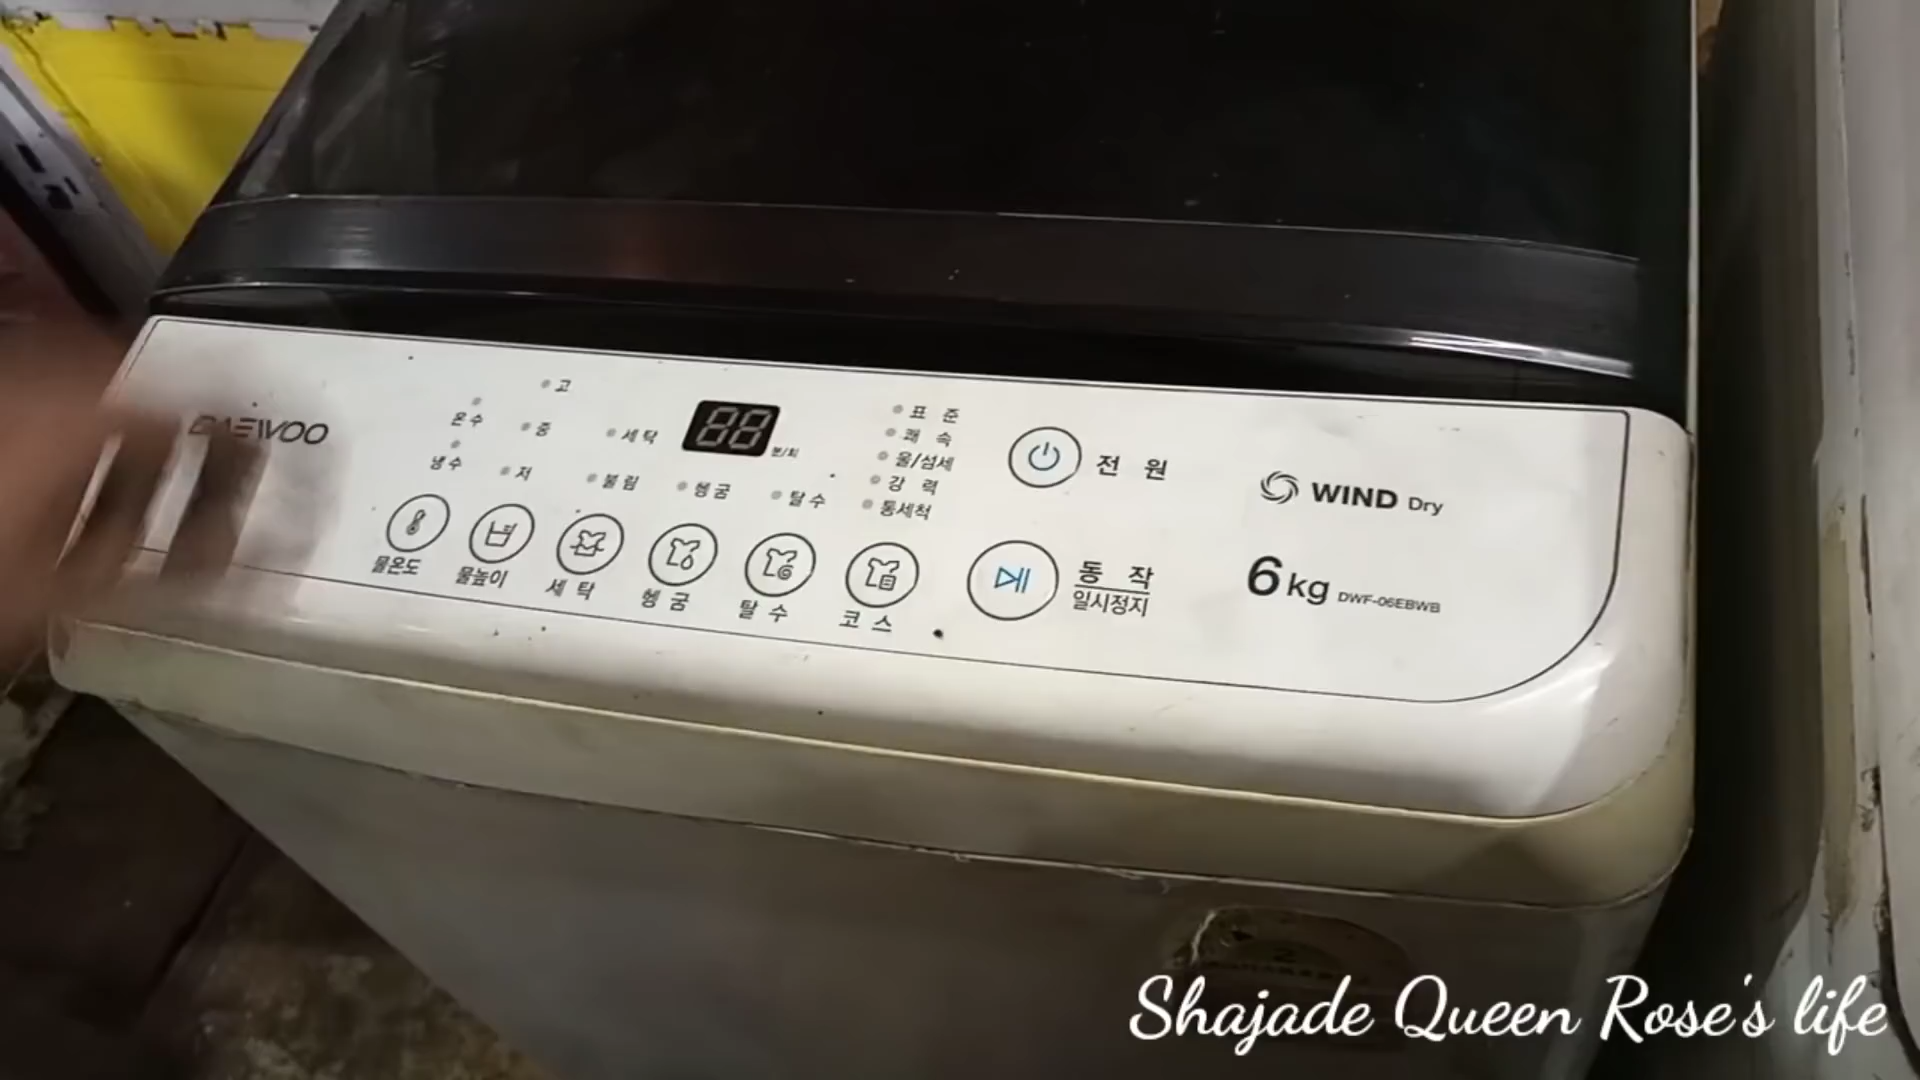 DAEWOO
고
온수
중
세탁
냉수
저
불림
헹굼
탈수
88
분/회
표 준
쾌 속
울/섬세
강 력
통세척
전 원
물온도
물높이
세 탁
헹 굼
탈 수
코 스
동 작
일시정지
WIND Dry
6 kg DWF-06EBWB
2
Shajade Queen Rose's life